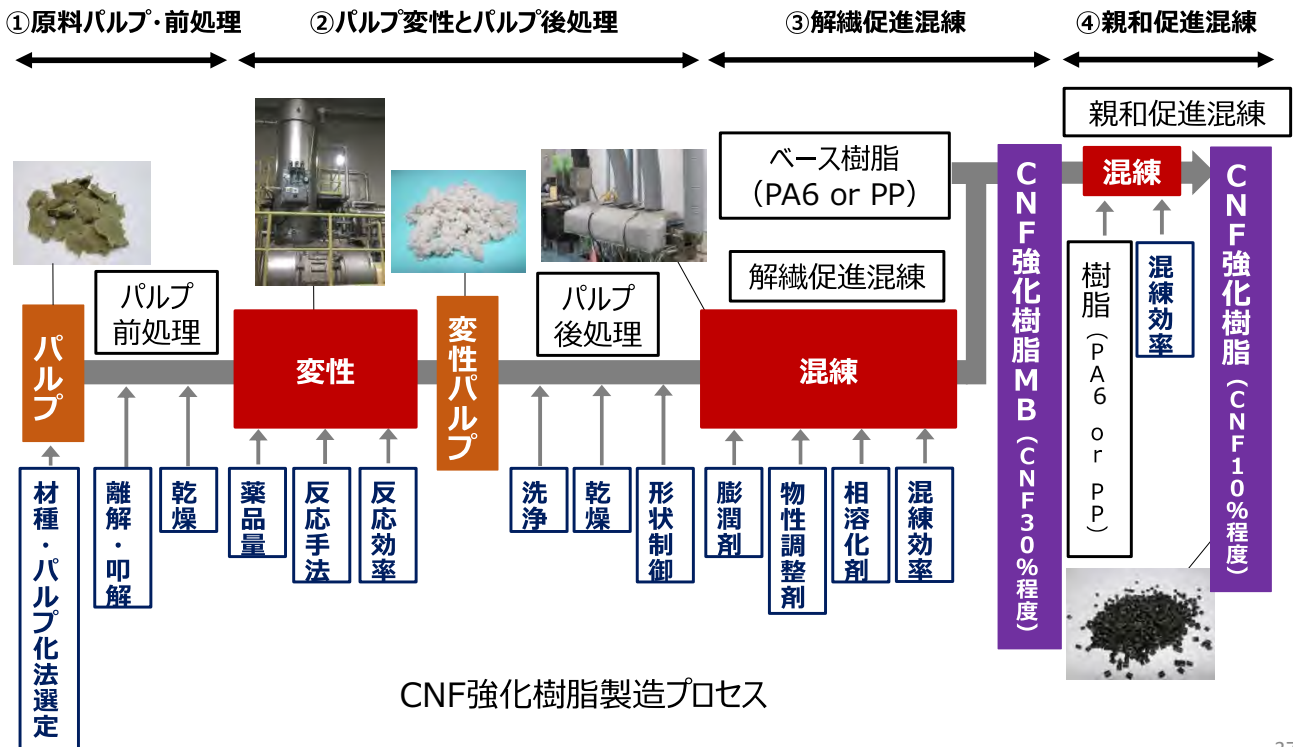 ①原料パルプ・前処理
②パルプ変性とパルプ後処理
③解繊促進混練
④親和促進混練
親和促進混練
ベース樹脂
（PA6 or PP）
解繊促進混練
パルプ
前処理
パルプ
後処理
パルプ
変性
変性パルプ
混練
CNF強化樹脂MB（CNF30%程度）
混練
CNF強化樹脂（CNF10%程度）
樹脂（PA6 or PP）
混練効率
材種・パルプ化法選定
離解・叩解
乾燥
薬品量
反応手法
反応効率
洗浄
乾燥
形状制御
膨潤剤
物性調整剤
相溶化剤
混練効率
CNF強化樹脂製造プロセス